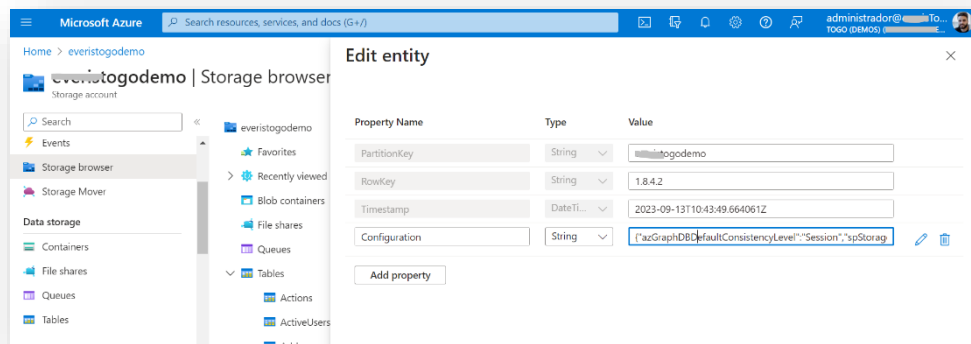 Microsoft Azure
Search resources, services, and docs (G+/)
administrador@ To...
TOGO (DEMOS) ( E...
Home > everistogodemo
everistogodemo | Storage browser
Storage account
Search
«
Events
Storage browser
Storage Mover
Data storage
Containers
File shares
Queues
Tables
everistogodemo
Favorites
Recently viewed
Blob containers
File shares
Queues
Tables
Actions
ActiveUsers
Edit entity
Property Name Type Value
PartitionKey String togodemo
RowKey String 1.8.4.2
Timestamp DateTi... 2023-09-13T10:43:49.664061Z
Configuration String {"azGraphDBDefaultConsistencyLevel":"Session","spStorag
Add property